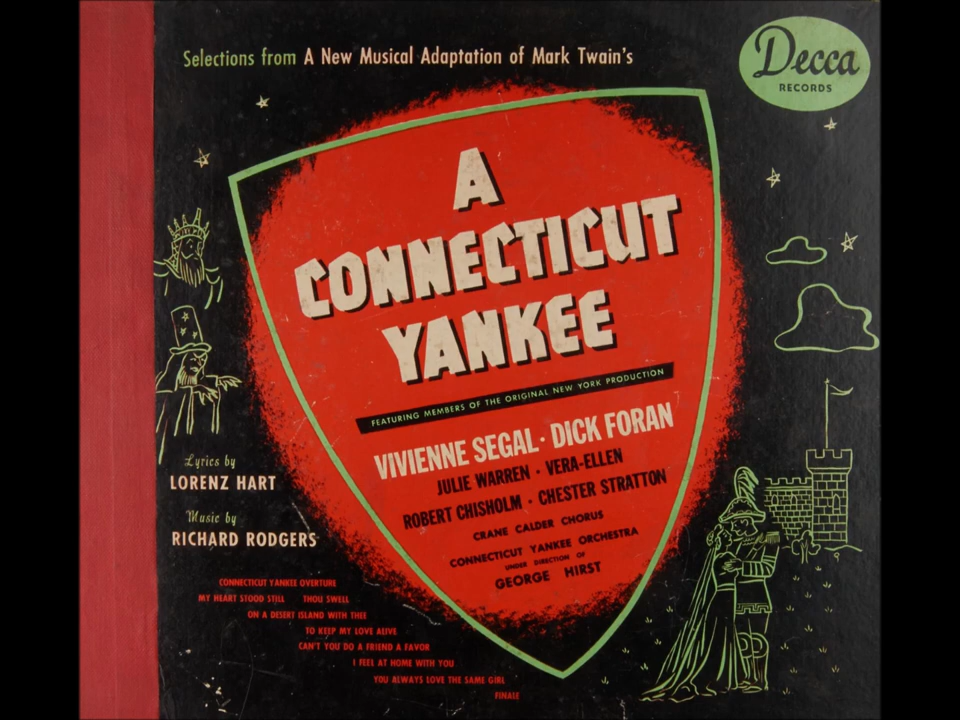 Selections from A New Musical Adaptation of Mark Twain's
Decca
RECORDS
A
CONNECTICUT
YANKEE
FEATURING MEMBERS OF THE ORIGINAL NEW YORK PRODUCTION
VIVIENNE SEGAL · DICK FORAN
JULIE WARREN · VERA-ELLEN
ROBERT CHISHOLM · CHESTER STRATTON
CRANE CALDER CHORUS
CONNECTICUT YANKEE ORCHESTRA
UNDER DIRECTION OF
GEORGE HIRST
Lyrics by
LORENZ HART
Music by
RICHARD RODGERS
CONNECTICUT YANKEE OVERTURE
MY HEART STOOD STILL THOU SWELL
ON A DESERT ISLAND WITH THEE
TO KEEP MY LOVE ALIVE
CAN'T YOU DO A FRIEND A FAVOR
I FEEL AT HOME WITH YOU
YOU ALWAYS LOVE THE SAME GIRL
FINALE